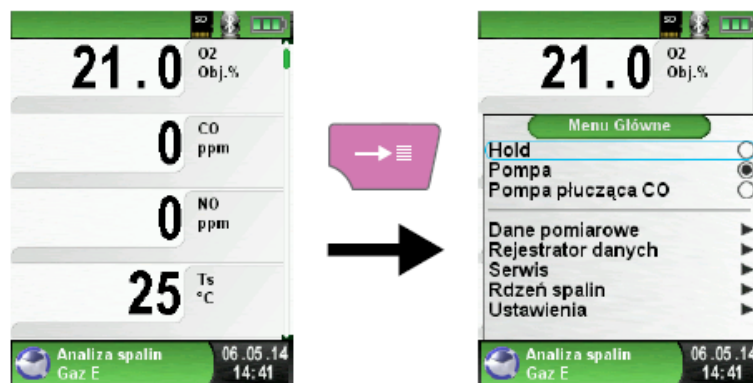 SD
21.0 O2
Obj.%
0 CO
ppm
0 NO
ppm
25 Ts
°C
Analiza spalin 06.05.14
Gaz E 14:41
SD
21.0 O2
Obj.%
Menu Główne
Hold
Pompa
Pompa płucząca CO
Dane pomiarowe
Rejestrator danych
Serwis
Rdzeń spalin
Ustawienia
Analiza spalin 06.05.14
Gaz E 14:41